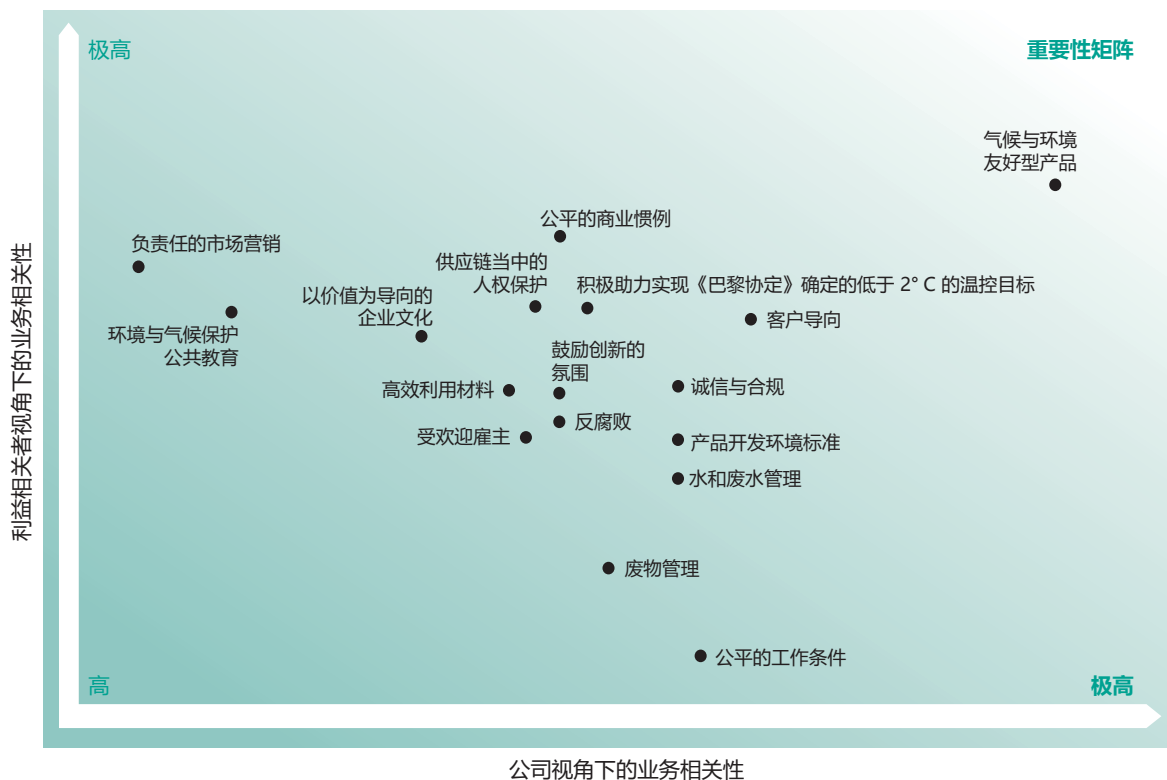 极高
重要性矩阵
气候与环境
友好型产品
公平的商业惯例
负责任的市场营销
供应链当中的
人权保护
积极助力实现《巴黎协定》确定的低于 2° C 的温控目标
以价值为导向的
企业文化
客户导向
环境与气候保护
公共教育
鼓励创新的
氛围
高效利用材料
诚信与合规
反腐败
受欢迎雇主
产品开发环境标准
水和废水管理
废物管理
公平的工作条件
高
极高
利益相关者视角下的业务相关性
公司视角下的业务相关性